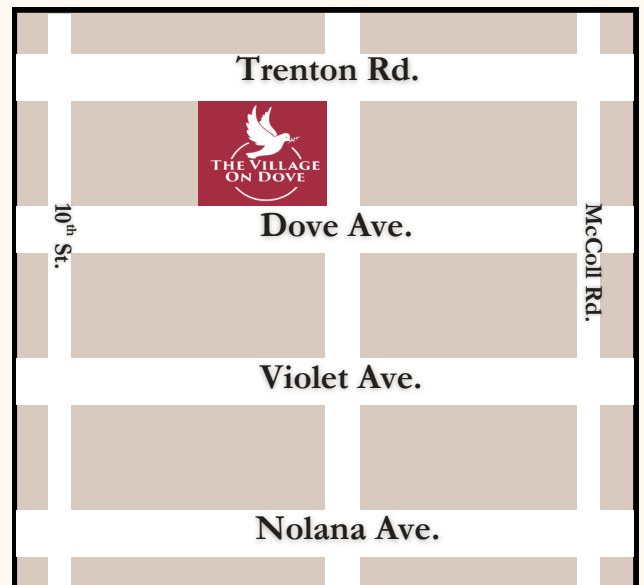 Trenton Rd.
THE VILLAGE
ON DOVE
10th St.
Dove Ave.
McColl Rd.
Violet Ave.
Nolana Ave.